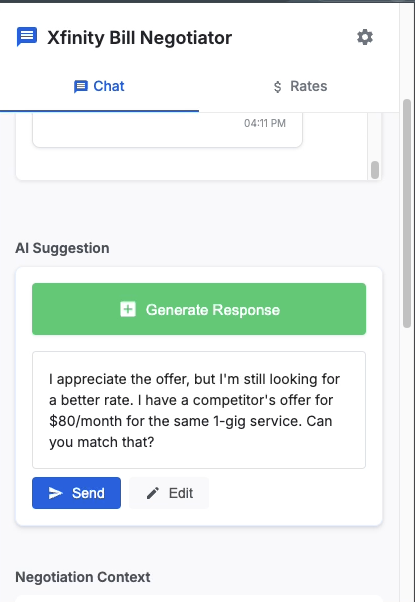 Xfinity Bill Negotiator
Chat
$ Rates
04:11 PM
AI Suggestion
Generate Response
I appreciate the offer, but I'm still looking for
a better rate. I have a competitor's offer for
$80/month for the same 1-gig service. Can
you match that?
Send
Edit
Negotiation Context